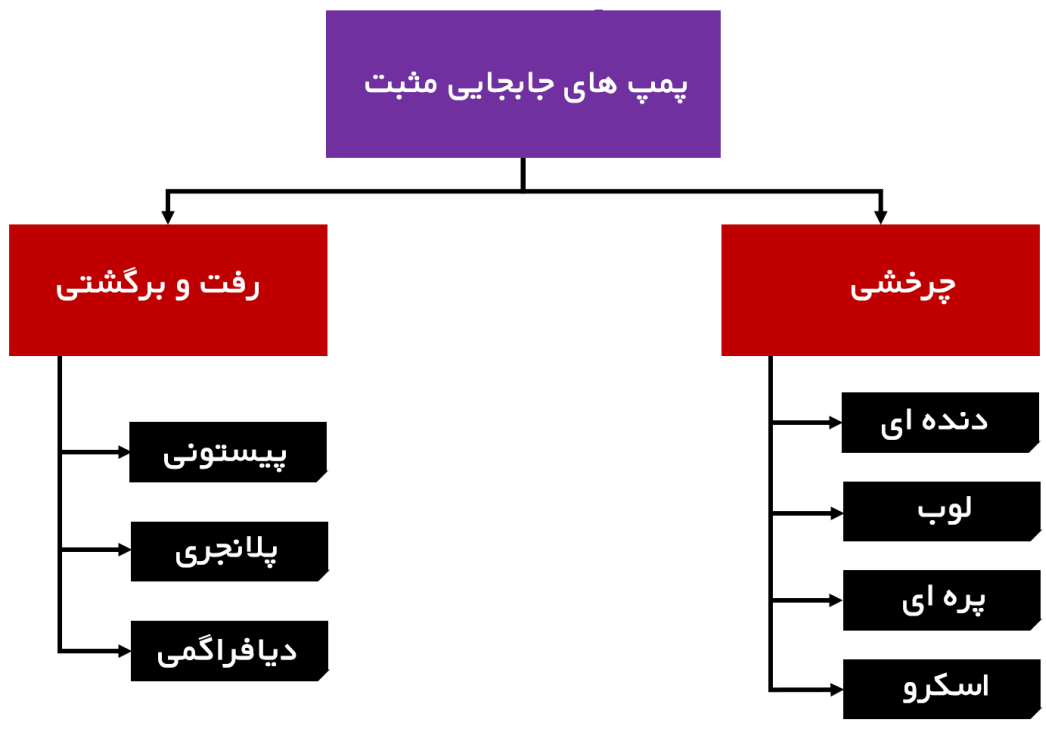 پمپ های جابجایی مثبت
چرخشی
دنده ای
لوب
پره ای
اسکرو
رفت و برگشتی
پیستونی
پلانجری
دیافراگمی